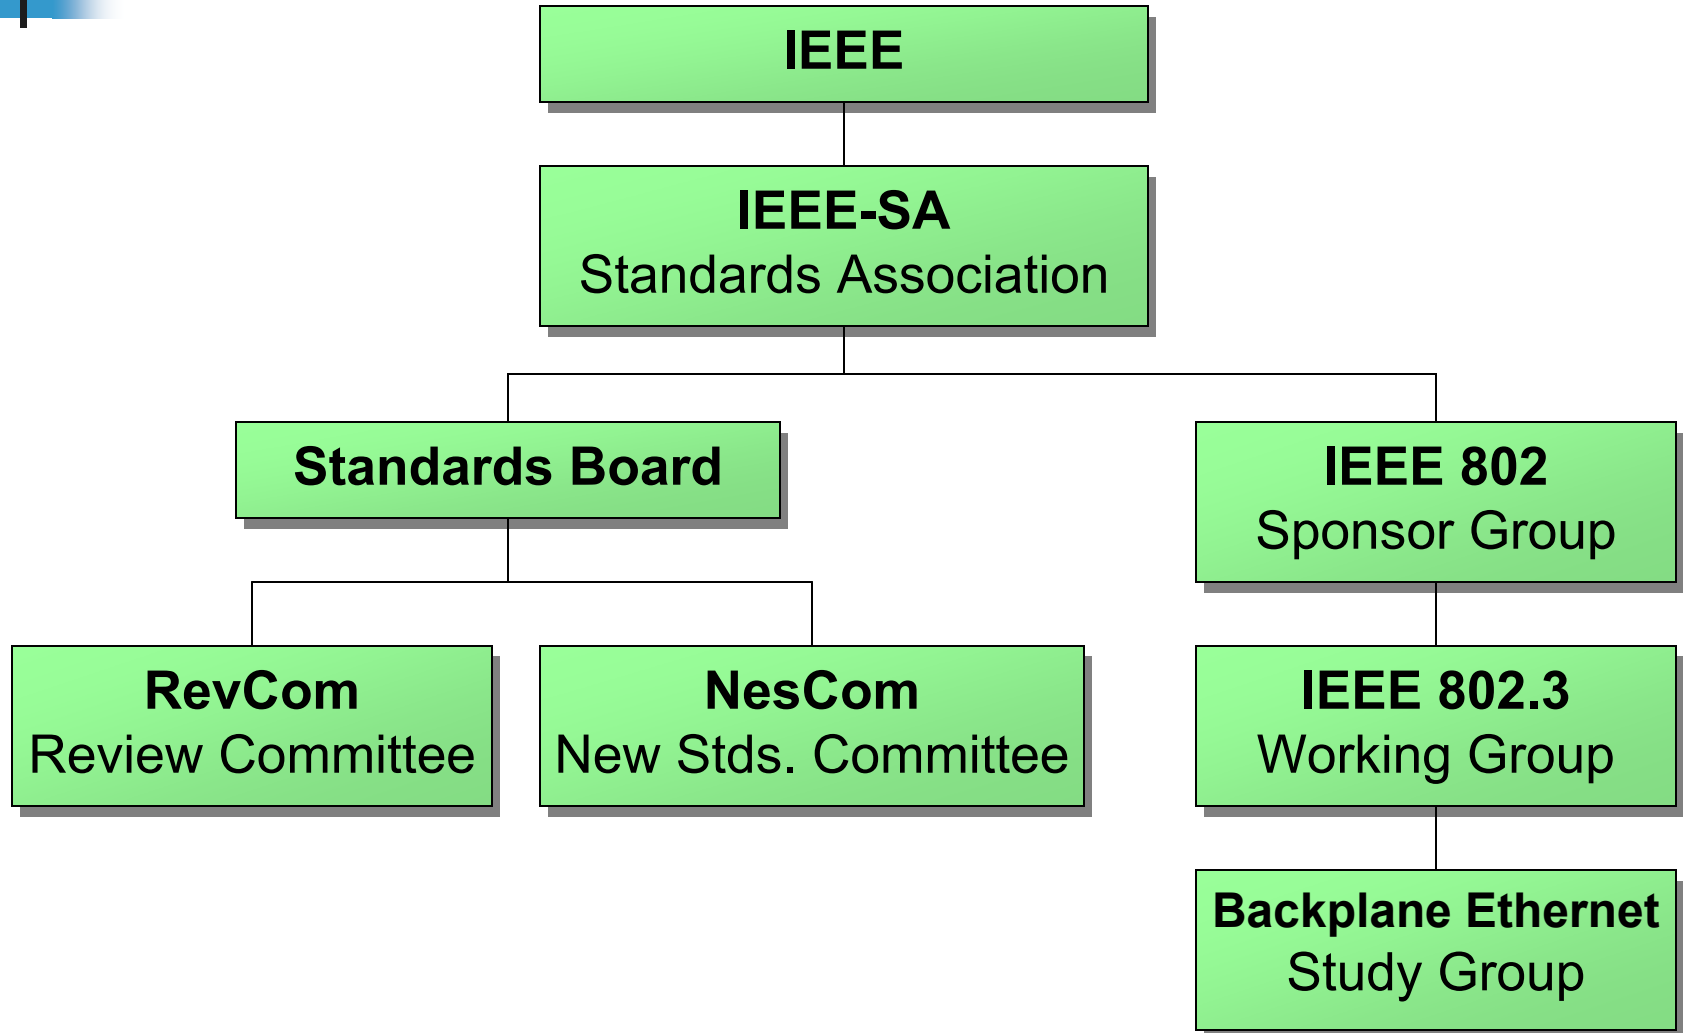 IEEE
IEEE-SA
Standards Association
Standards Board
IEEE 802
Sponsor Group
RevCom
Review Committee
NesCom
New Stds. Committee
IEEE 802.3
Working Group
Backplane Ethernet
Study Group